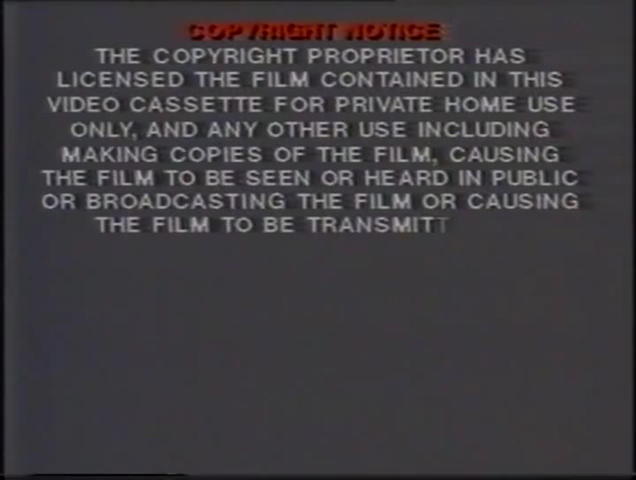 COPYRIGHT NOTICE
THE COPYRIGHT PROPRIETOR HAS
LICENSED THE FILM CONTAINED IN THIS
VIDEO CASSETTE FOR PRIVATE HOME USE
ONLY, AND ANY OTHER USE INCLUDING
MAKING COPIES OF THE FILM, CAUSING
THE FILM TO BE SEEN OR HEARD IN PUBLIC
OR BROADCASTING THE FILM OR CAUSING
THE FILM TO BE TRANSMITT